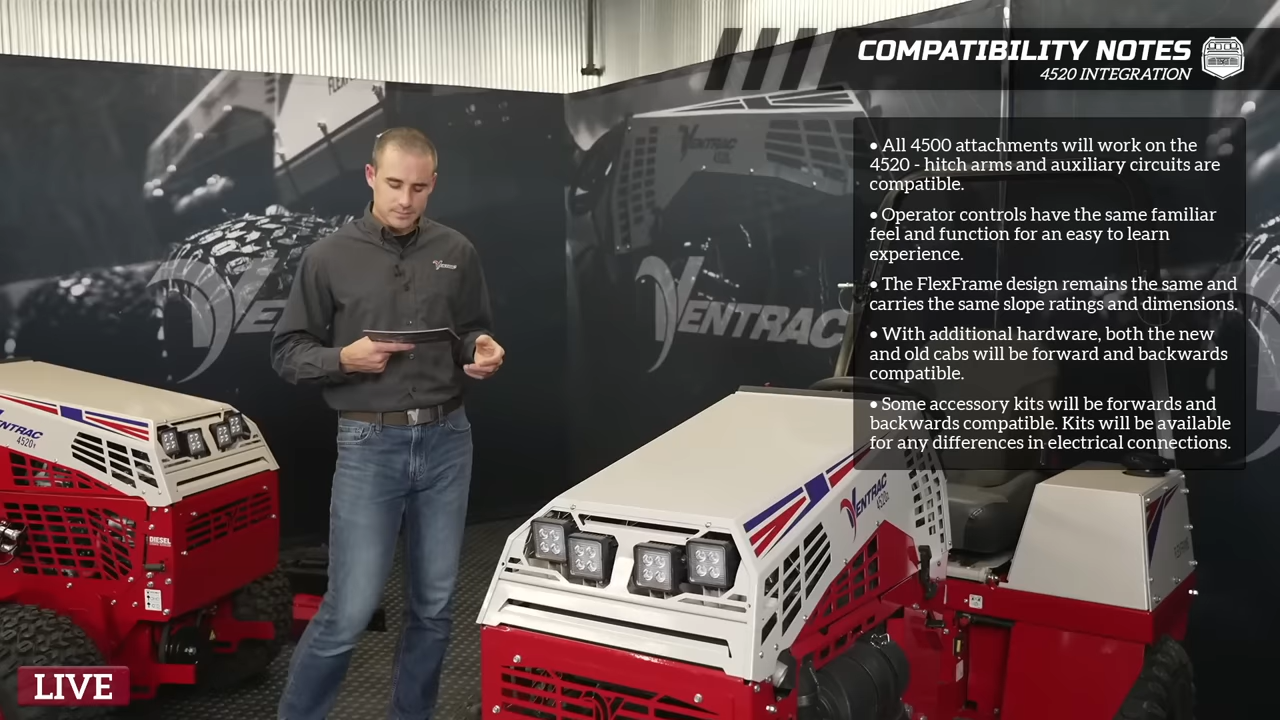 COMPATIBILITY NOTES
4520 INTEGRATION
• All 4500 attachments will work on the
4520 - hitch arms and auxiliary circuits are
compatible.
• Operator controls have the same familiar
feel and function for an easy to learn
experience.
• The FlexFrame design remains the same and
carries the same slope ratings and dimensions.
• With additional hardware, both the new
and old cabs will be forward and backwards
compatible.
• Some accessory kits will be forwards and
backwards compatible. Kits will be available
for any differences in electrical connections.
VENTRAC
VENTRAC
VENTRAC
4520
VENTRAC
4520
DIESEL
LIVE